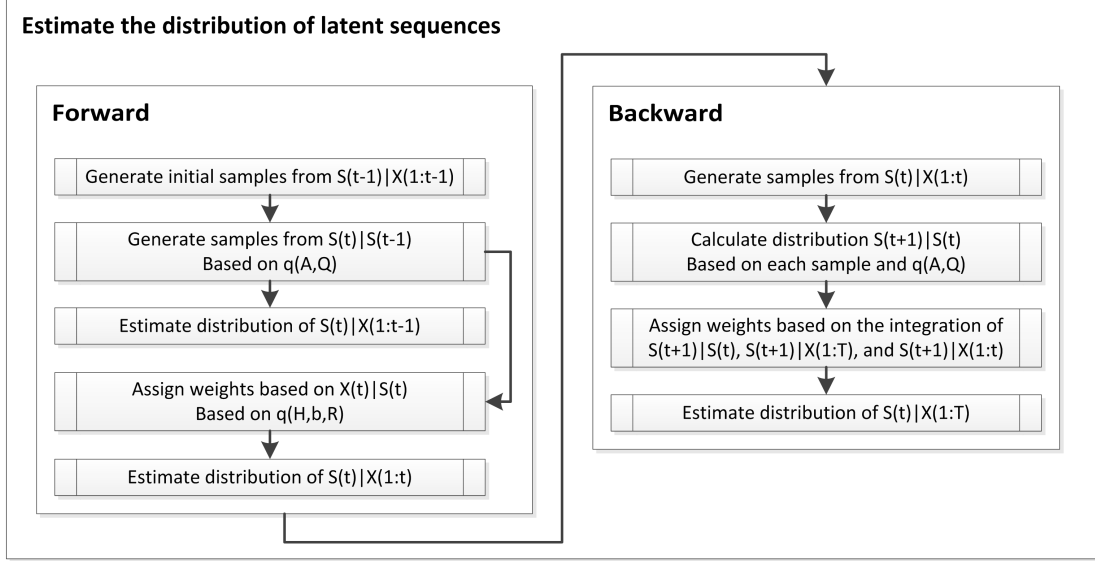 Estimate the distribution of latent sequences
Forward
Generate initial samples from S(t-1)|X(1:t-1)
Generate samples from S(t)|S(t-1)
Based on q(A,Q)
Estimate distribution of S(t)|X(1:t-1)
Assign weights based on X(t)|S(t)
Based on q(H,b,R)
Estimate distribution of S(t)|X(1:t)
Backward
Generate samples from S(t)|X(1:t)
Calculate distribution S(t+1)|S(t)
Based on each sample and q(A,Q)
Assign weights based on the integration of
S(t+1)|S(t), S(t+1)|X(1:T), and S(t+1)|X(1:t)
Estimate distribution of S(t)|X(1:T)